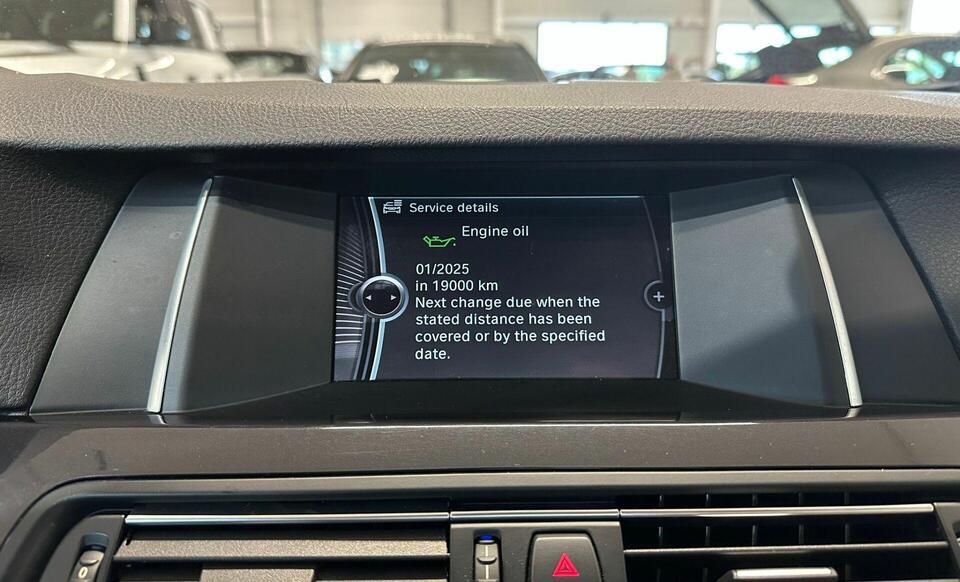 Service details
Engine oil
01/2025
in 19000 km
Next change due when the
stated distance has been
covered or by the specified
date.
0